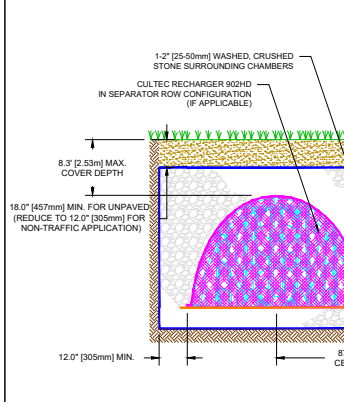 1-2" [25-50mm] WASHED, CRUSHED
STONE SURROUNDING CHAMBERS
CULTEC RECHARGER 902HD
IN SEPARATOR ROW CONFIGURATION
(IF APPLICABLE)
8.3' [2.53m] MAX.
COVER DEPTH
18.0" [457mm] MIN. FOR UNPAVED
(REDUCE TO 12.0" [305mm] FOR
NON-TRAFFIC APPLICATION)
12.0" [305mm] MIN.
8
CE